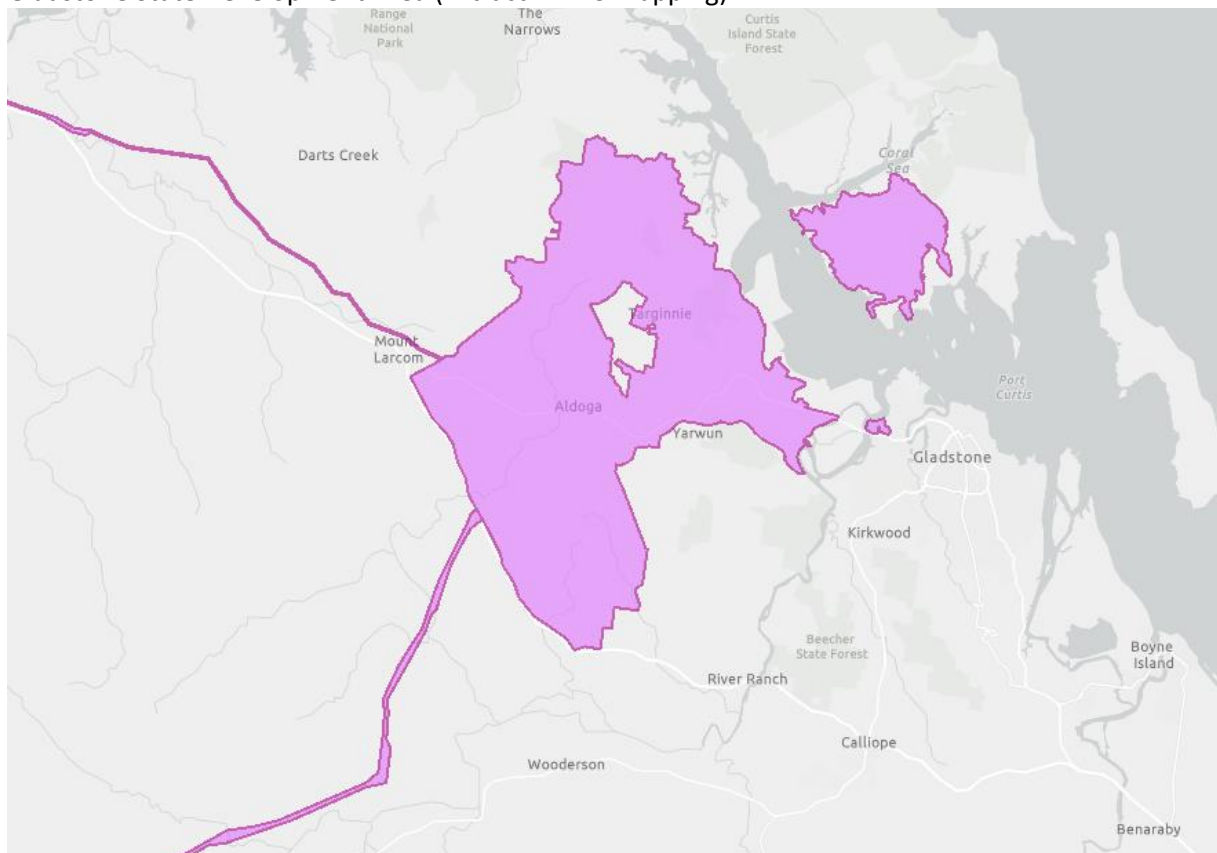 Range
National
Park
The
Narrows
Curtis
Island State
Forest
Darts Creek
Coral
Sea
Targinnie
Mount
Larcom
Port
Curtis
Aldoga
Yarwun
Gladstone
Kirkwood
Beecher
State Forest
Boyne
Island
River Ranch
Calliope
Wooderson
Benaraby